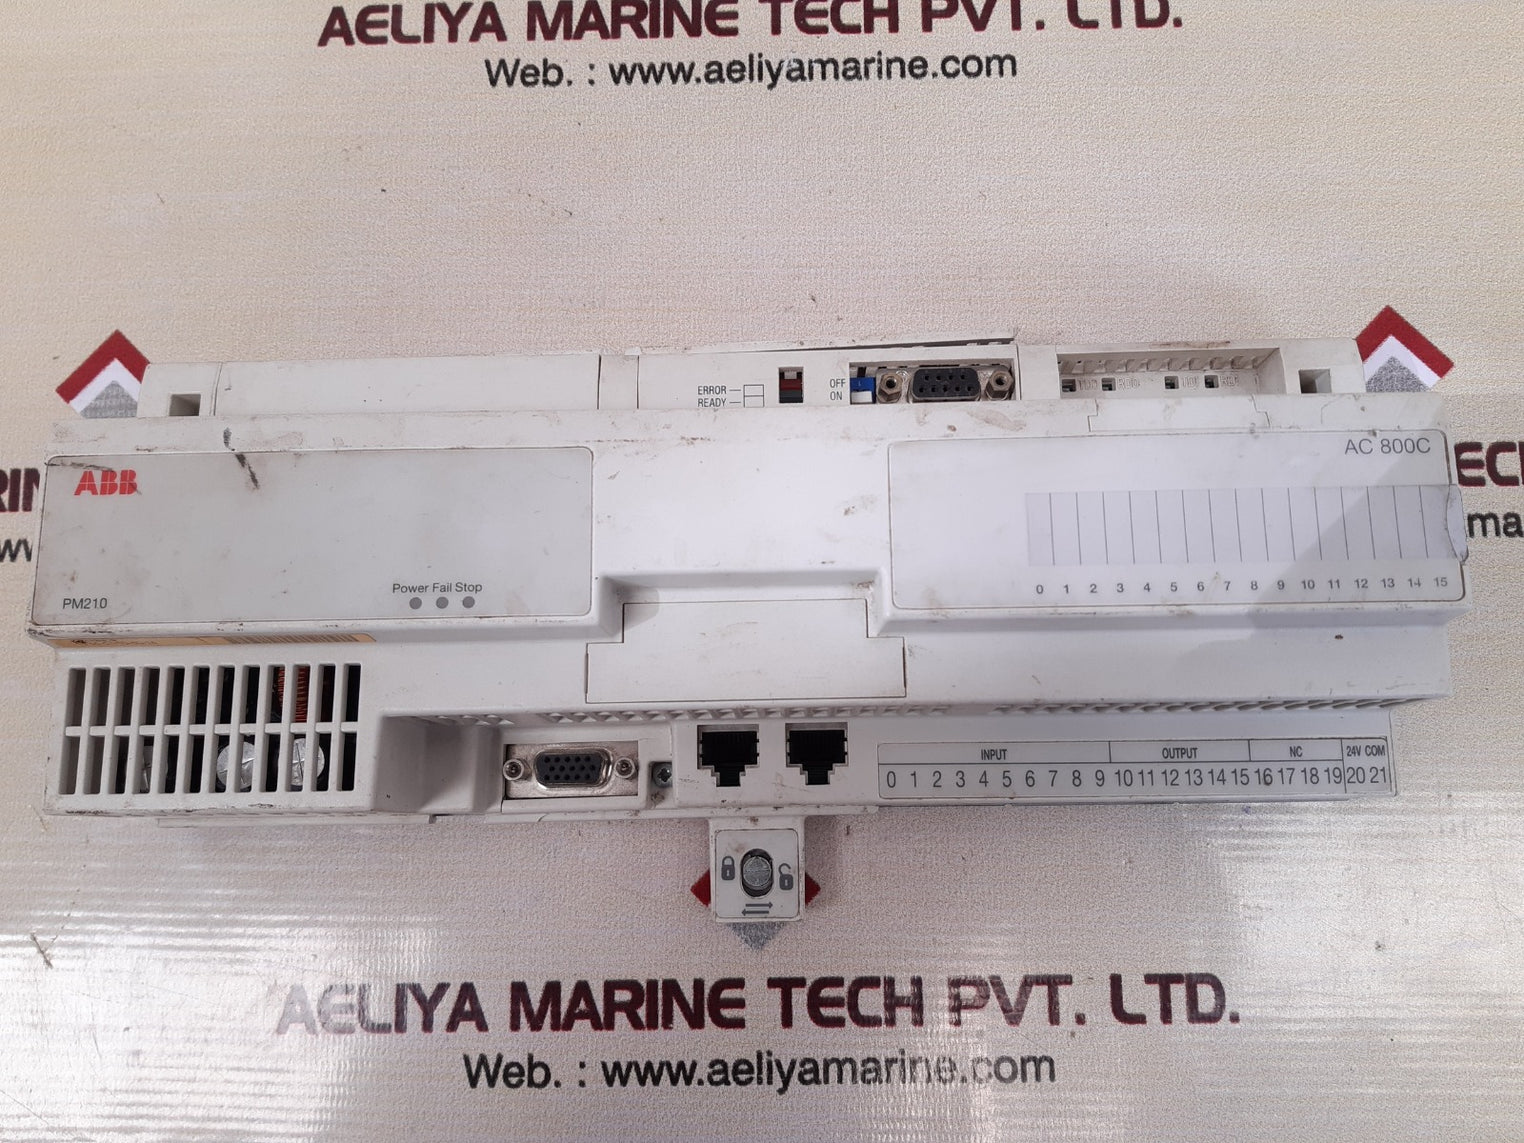 AELIYA MARINE TECH PVT. LTD.
Web. : www.aeliyamarine.com
ERROR
READY
OFF
ON
ABB
AC 800C
PM210
Power Fail Stop
0 1 2 3 4 5 6 7 8 9 10 11 12 13 14 15
INPUT OUTPUT NC 24V COM
0 1 2 3 4 5 6 7 8 9 10 11 12 13 14 15 16 17 18 19 20 21
AELIYA MARINE TECH PVT. LTD.
Web. : www.aeliyamarine.com